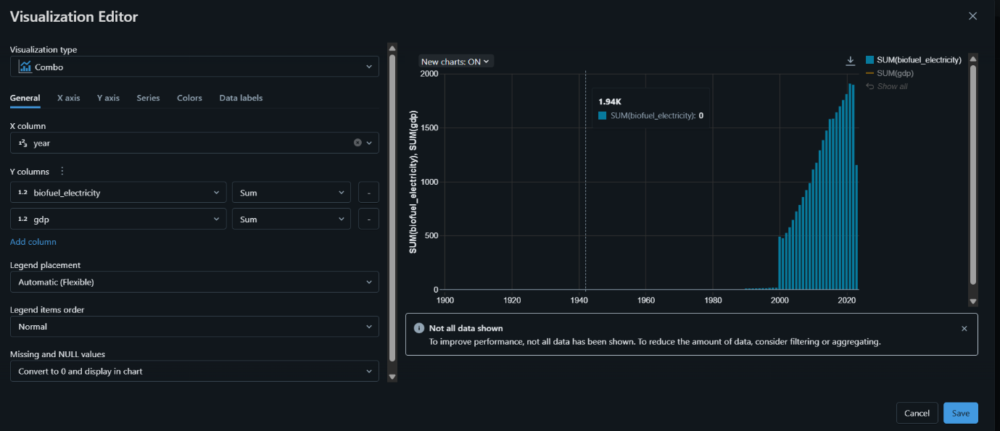 Visualization Editor
Visualization type
Combo
General X axis Y axis Series Colors Data labels
X column
1²₃ year
Y columns
1.2 biofuel_electricity Sum -
1.2 gdp Sum -
Add column
Legend placement
Automatic (Flexible)
Legend items order
Normal
Missing and NULL values
Convert to 0 and display in chart
New charts: ON
SUM(biofuel_electricity)
SUM(gdp)
Show all
SUM(biofuel_electricity), SUM(gdp)
2000
1500
1000
500
0
1.94K
SUM(biofuel_electricity): 0
1900 1920 1940 1960 1980 2000 2020
Not all data shown
To improve performance, not all data has been shown. To reduce the amount of data, consider filtering or aggregating.
Cancel Save